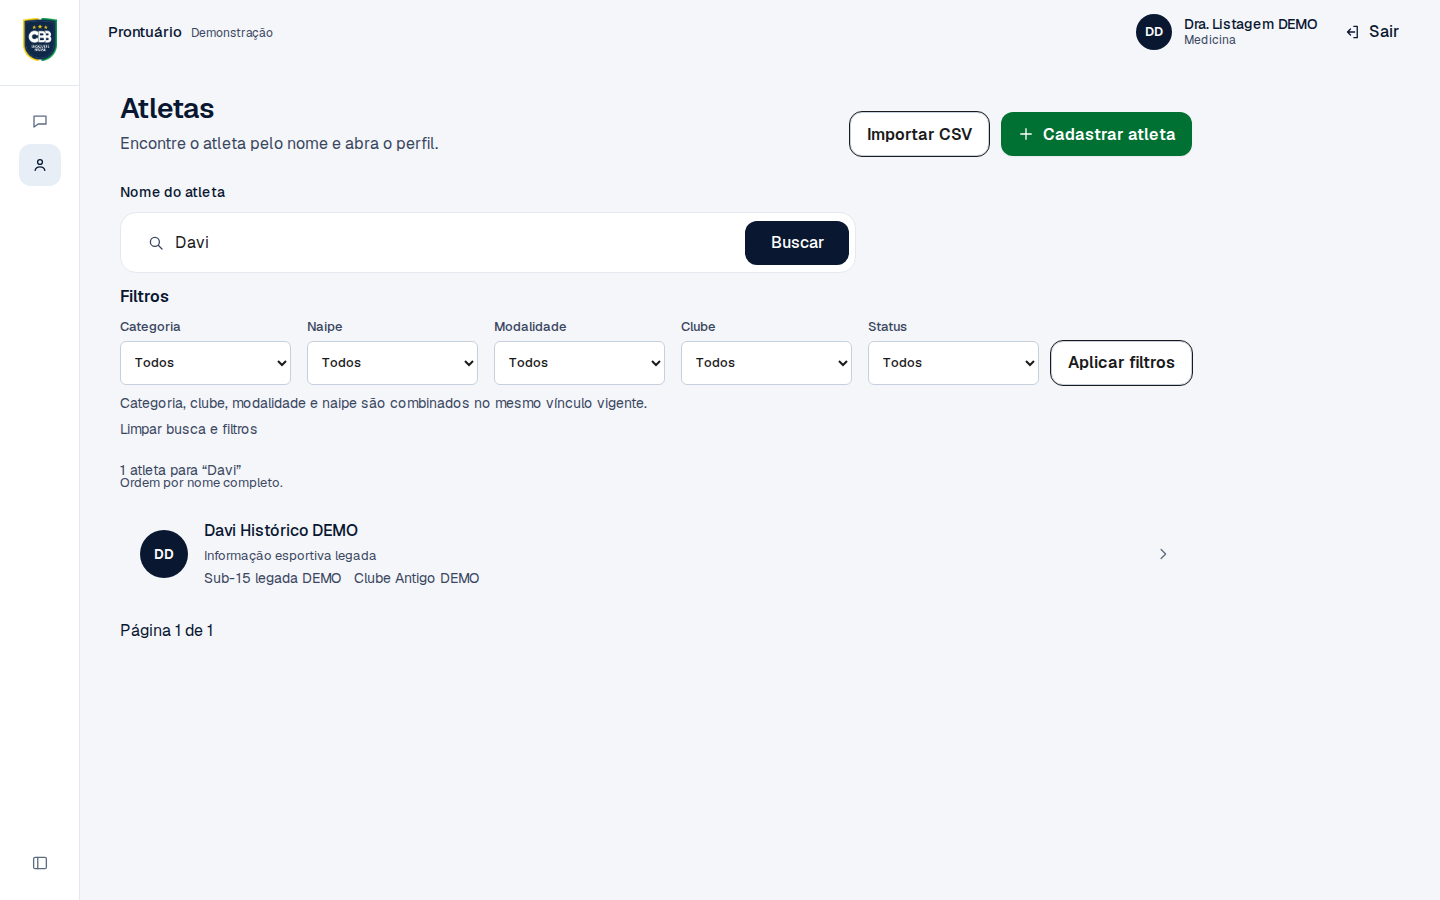 CBB
Prontuário Demonstração
DD
Dra. Listagem DEMO
Medicina
Sair
Atletas
Encontre o atleta pelo nome e abra o perfil.
Importar CSV
Cadastrar atleta
Nome do atleta
Davi
Buscar
Filtros
Categoria Naipe Modalidade Clube Status
Todos Todos Todos Todos Todos Aplicar filtros
Categoria, clube, modalidade e naipe são combinados no mesmo vínculo vigente.
Limpar busca e filtros
1 atleta para “Davi”
Ordem por nome completo.
DD
Davi Histórico DEMO
Informação esportiva legada
Sub-15 legada DEMO Clube Antigo DEMO
Página 1 de 1